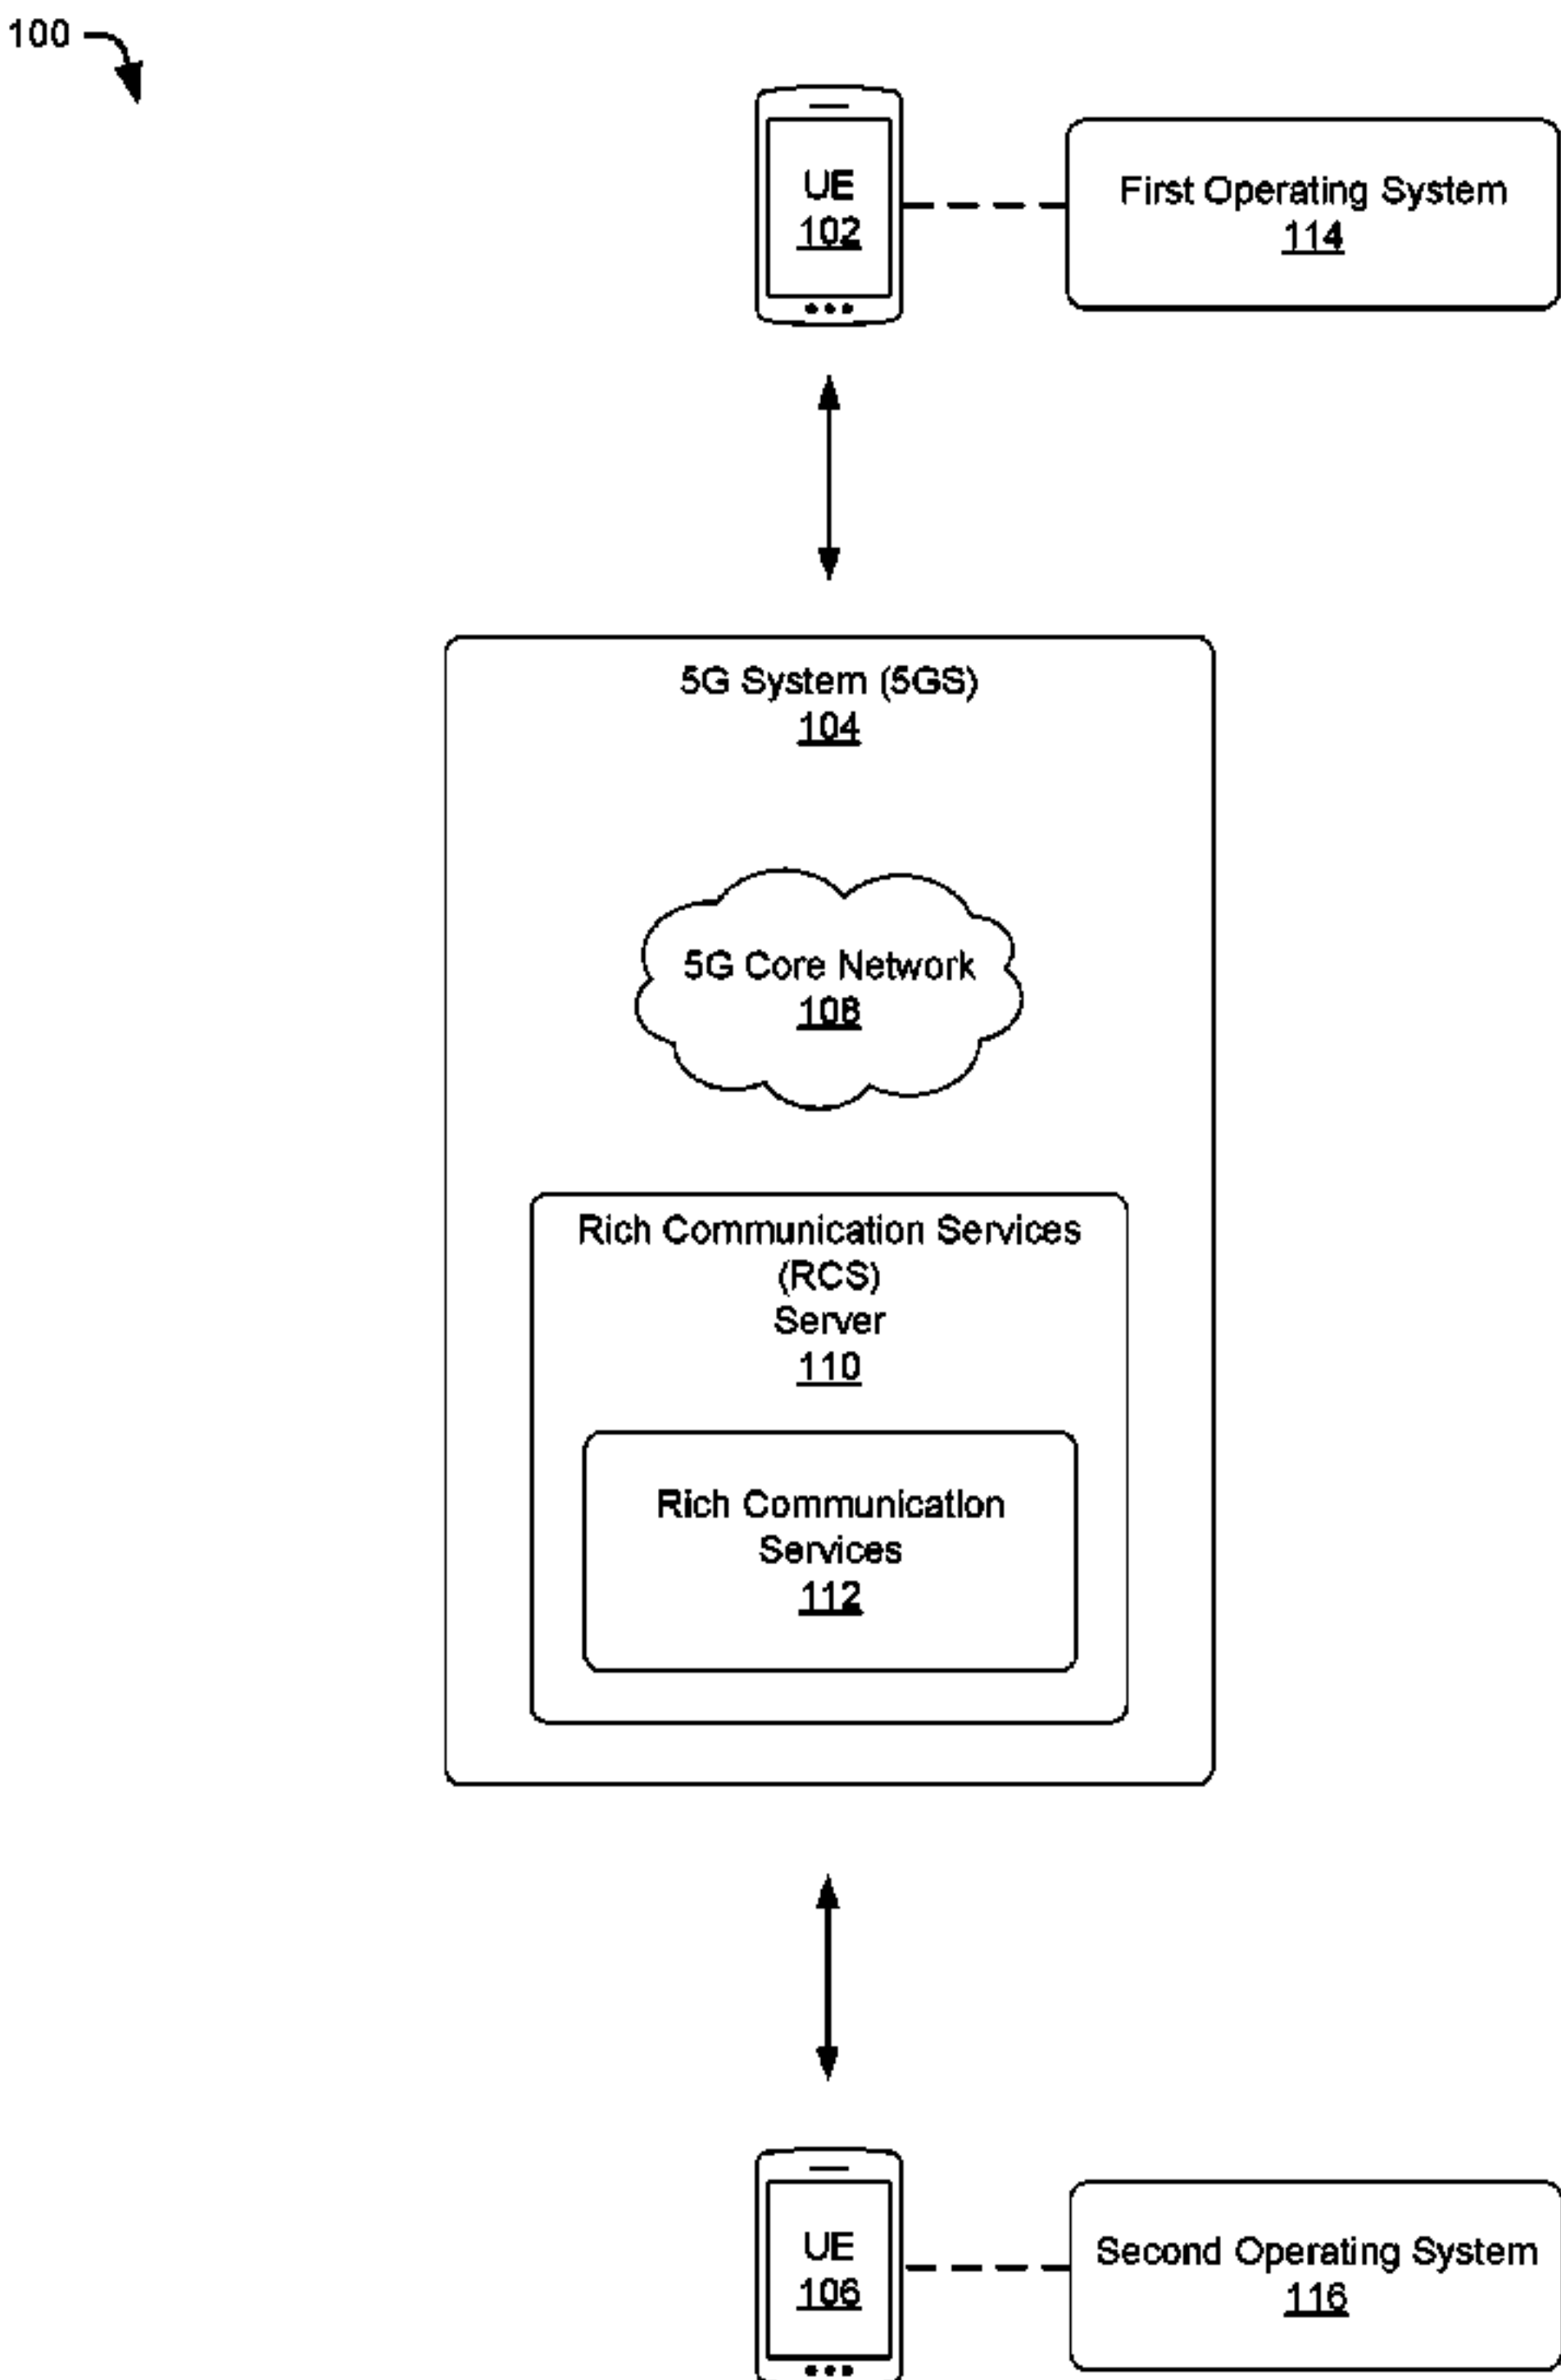 100
UE
102
First Operating System
114
5G System (5GS)
104
5G Core Network
108
Rich Communication Services
(RCS)
Server
110
Rich Communication
Services
112
UE
106
Second Operating System
116